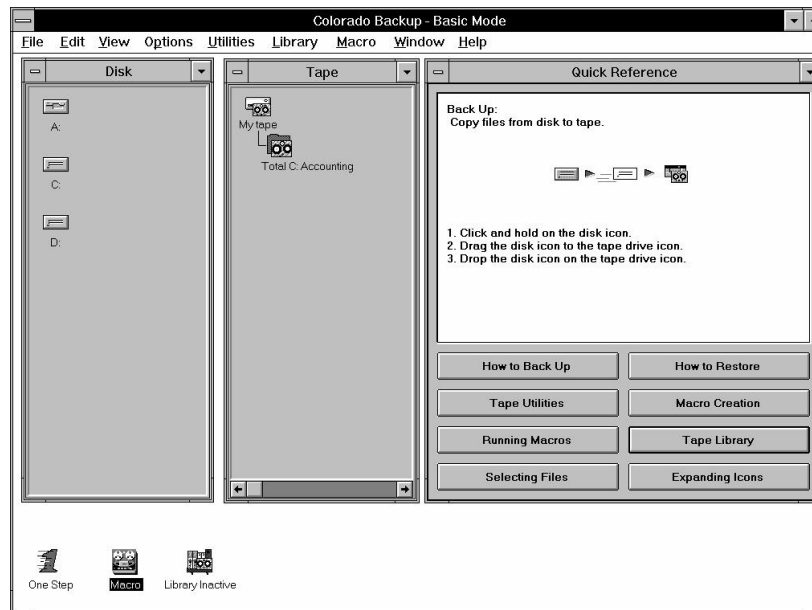 Colorado Backup - Basic Mode
File Edit View Options Utilities Library Macro Window Help
Disk
A:
C:
D:
Tape
My tape
Total C: Accounting
Quick Reference
Back Up:
Copy files from disk to tape.
1. Click and hold on the disk icon.
2. Drag the disk icon to the tape drive icon.
3. Drop the disk icon on the tape drive icon.
How to Back Up
How to Restore
Tape Utilities
Macro Creation
Running Macros
Tape Library
Selecting Files
Expanding Icons
One Step
Macro
Library Inactive